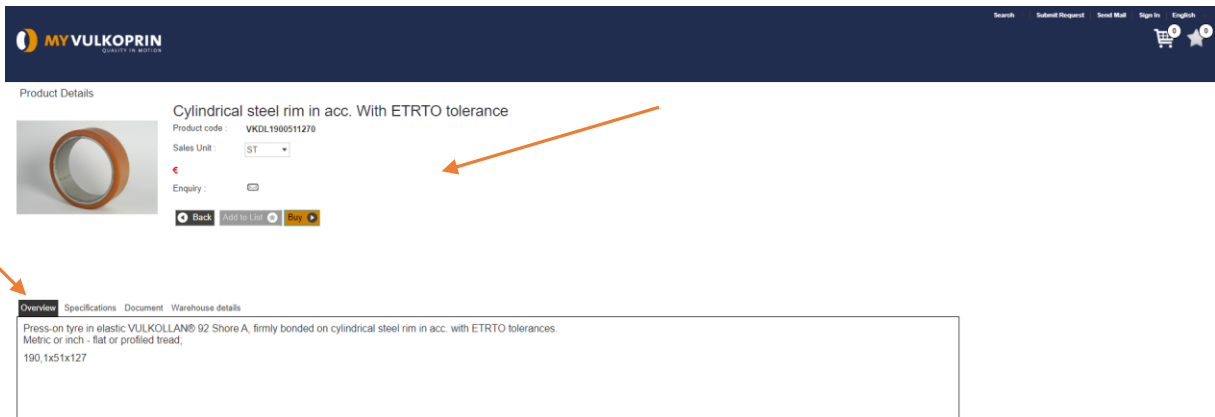 Search Submit Request Send Mail Sign In English
MY VULKOPRIN
QUALITY IN MOTION
0 0
Product Details
Cylindrical steel rim in acc. With ETRTO tolerance
Product code : VKDL1900511270
Sales Unit : ST
€
Enquiry :
Back Add to List Buy
Overview Specifications Document Warehouse details
Press-on tyre in elastic VULKOLLAN® 92 Shore A, firmly bonded on cylindrical steel rim in acc. with ETRTO tolerances.
Metric or inch - flat or profiled tread;
190,1x51x127